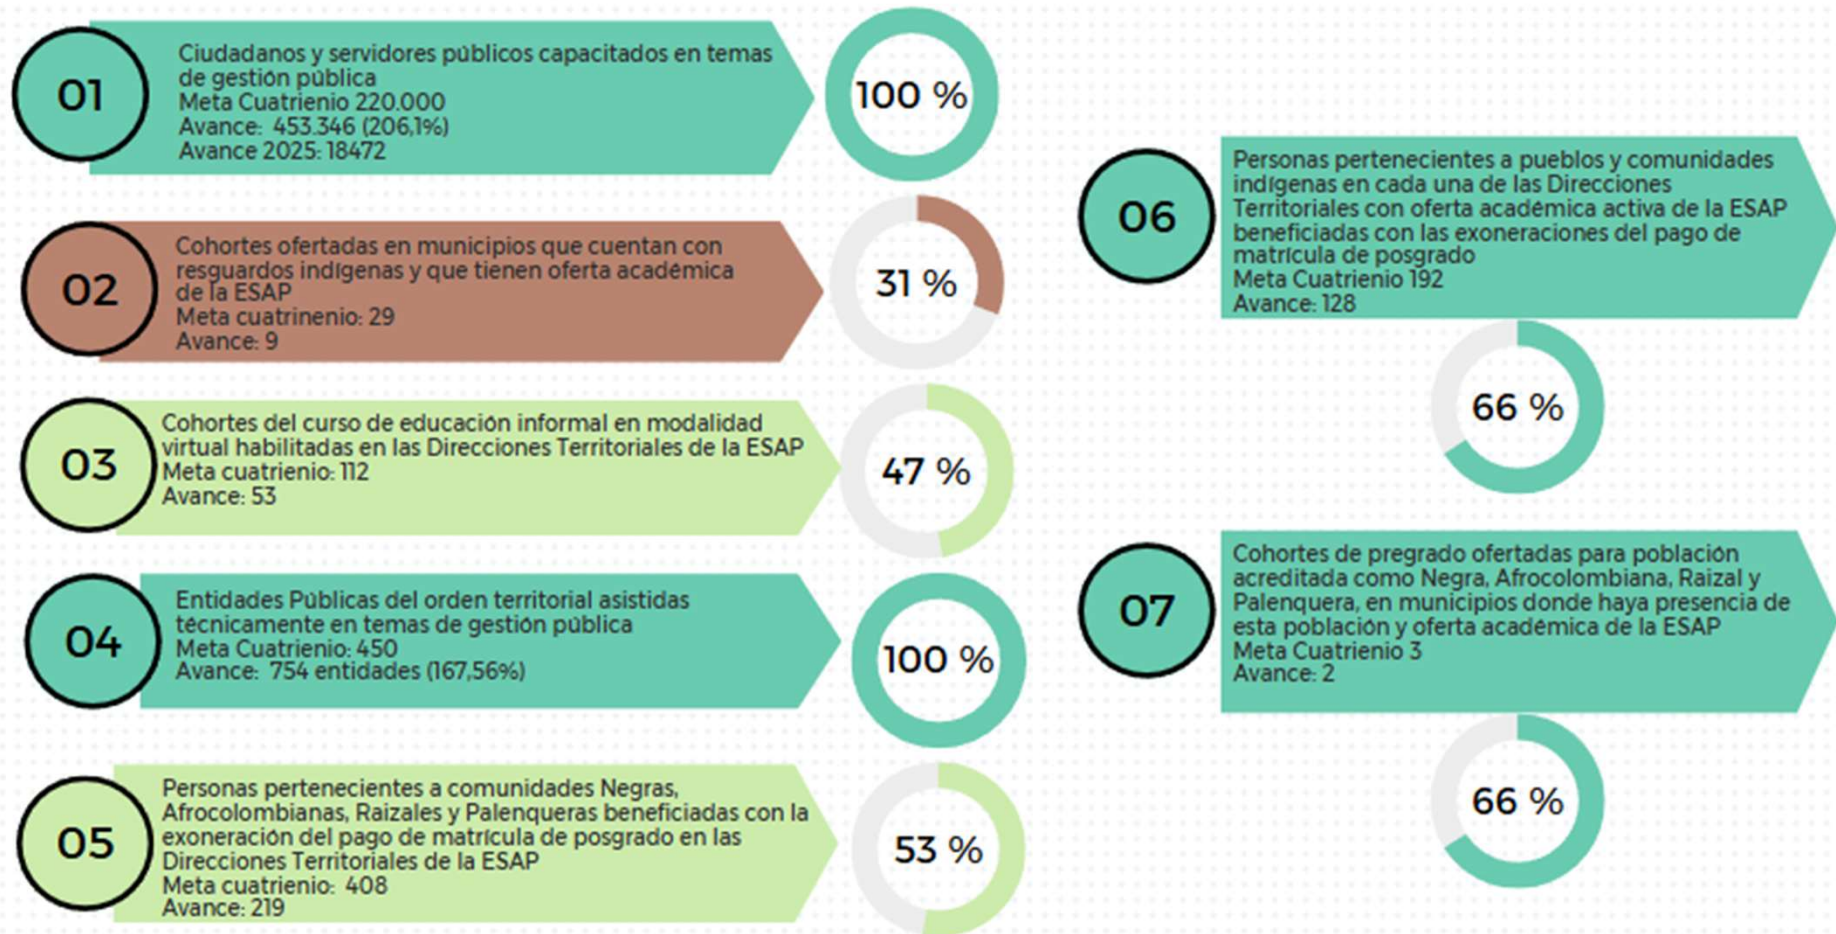 01
Ciudadanos y servidores públicos capacitados en temas
de gestión pública
Meta Cuatrienio 220.000
Avance: 453.346 (206,1%)
Avance 2025: 18472
100 %
02
Cohortes ofertadas en municipios que cuentan con
resguardos indígenas y que tienen oferta académica
de la ESAP
Meta cuatrinenio: 29
Avance: 9
31 %
03
Cohortes del curso de educación informal en modalidad
virtual habilitadas en las Direcciones Territoriales de la ESAP
Meta cuatrienio: 112
Avance: 53
47 %
04
Entidades Públicas del orden territorial asistidas
técnicamente en temas de gestión pública
Meta Cuatrienio: 450
Avance: 754 entidades (167,56%)
100 %
05
Personas pertenecientes a comunidades Negras,
Afrocolombianas, Raizales y Palenqueras beneficiadas con la
exoneración del pago de matrícula de posgrado en las
Direcciones Territoriales de la ESAP
Meta cuatrienio: 408
Avance: 219
53 %
06
Personas pertenecientes a pueblos y comunidades
indígenas en cada una de las Direcciones
Territoriales con oferta académica activa de la ESAP
beneficiadas con las exoneraciones del pago de
matrícula de posgrado
Meta Cuatrienio 192
Avance: 128
66 %
07
Cohortes de pregrado ofertadas para población
acreditada como Negra, Afrocolombiana, Raizal y
Palenquera, en municipios donde haya presencia de
esta población y oferta académica de la ESAP
Meta Cuatrienio 3
Avance: 2
66 %